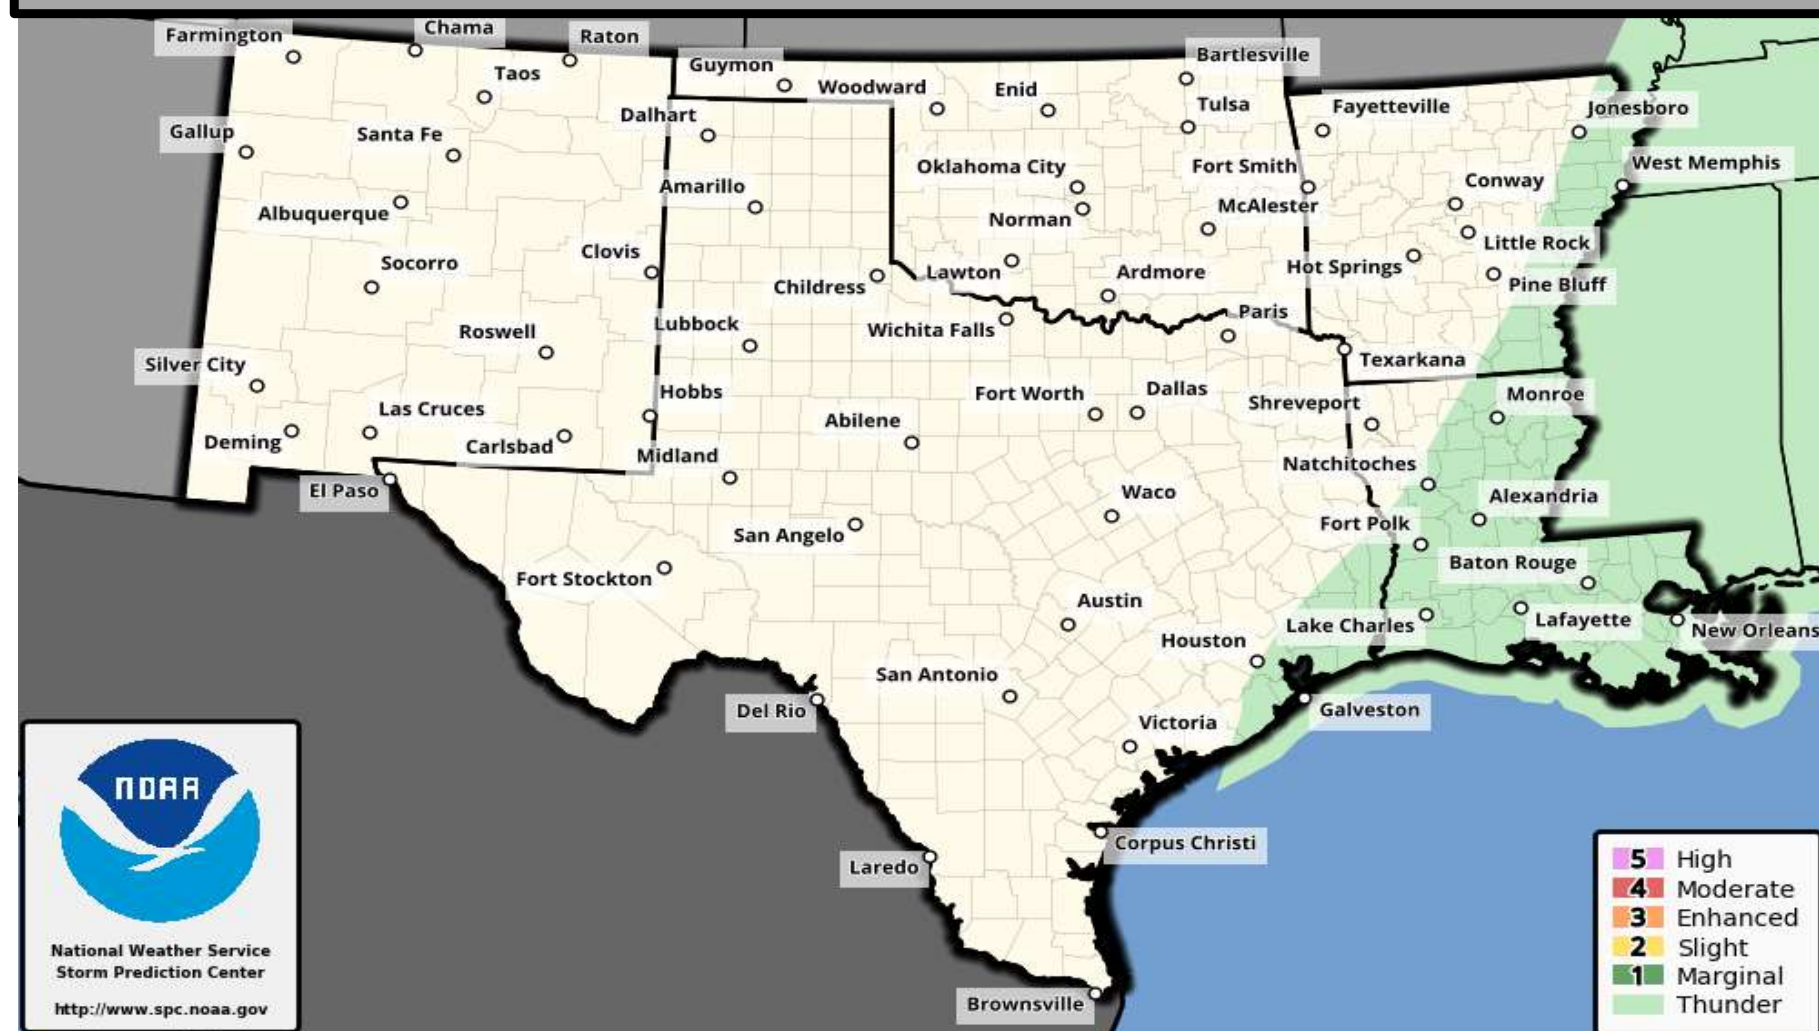 Farmington
Chama
Raton
Taos
Guymon
Woodward
Enid
Bartlesville
Tulsa
Fayetteville
Jonesboro
Dalhart
Gallup
Santa Fe
Oklahoma City
Fort Smith
Conway
West Memphis
Amarillo
Albuquerque
Norman
McAlester
Little Rock
Socorro
Clovis
Childress
Lawton
Ardmore
Hot Springs
Pine Bluff
Roswell
Lubbock
Wichita Falls
Paris
Texarkana
Silver City
Las Cruces
Hobbs
Abilene
Fort Worth
Dallas
Shreveport
Monroe
Deming
Carlsbad
Midland
Natchitoches
El Paso
San Angelo
Waco
Fort Polk
Alexandria
Fort Stockton
Austin
Baton Rouge
Houston
Lake Charles
Lafayette
New Orleans
San Antonio
Del Rio
Victoria
Galveston
Corpus Christi
Laredo
Brownsville
NOAA
National Weather Service
Storm Prediction Center
http://www.spc.noaa.gov
5 High
4 Moderate
3 Enhanced
2 Slight
1 Marginal
Thunder